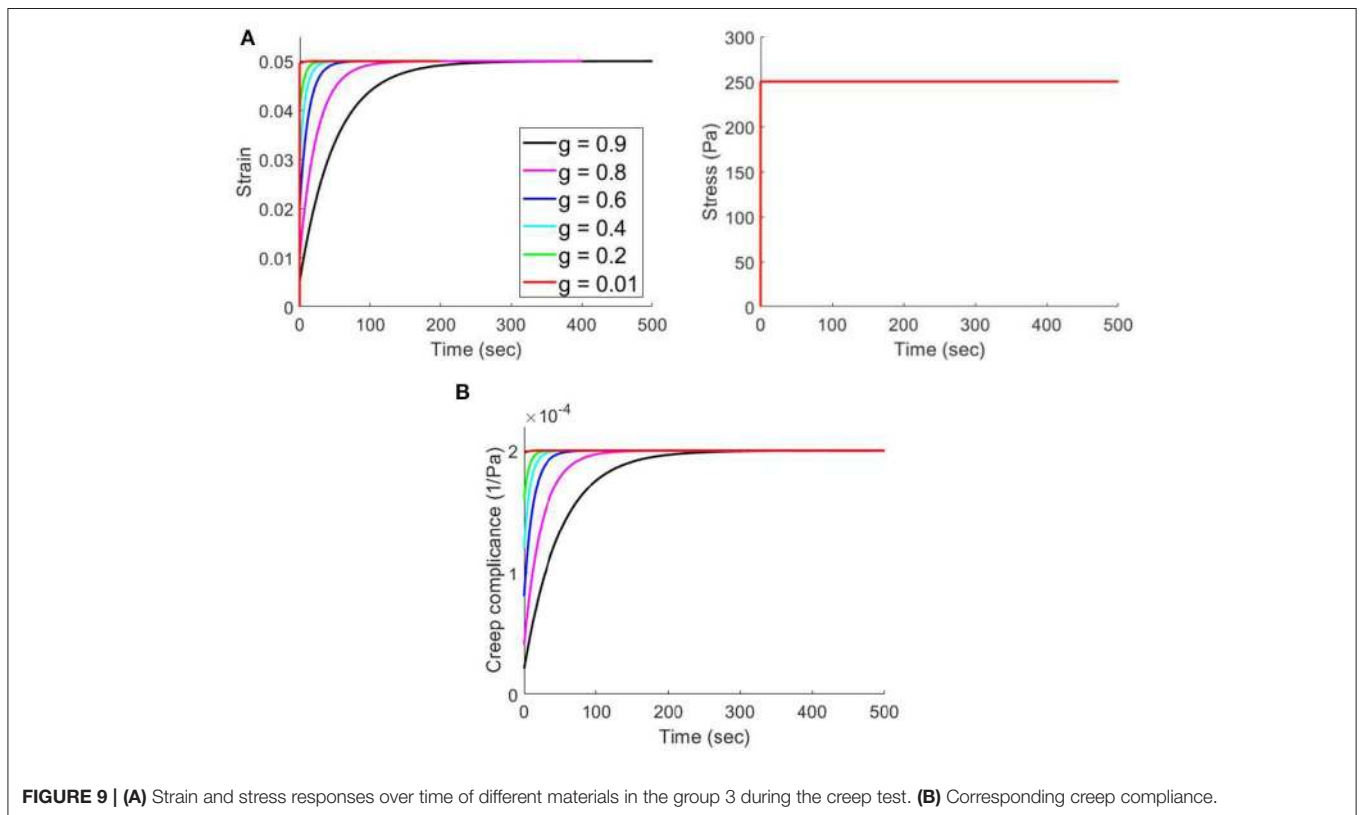 A
0.05
0.04
0.03
0.02
0.01
0
Strain
0 100 200 300 400 500
Time (sec)
g = 0.9
g = 0.8
g = 0.6
g = 0.4
g = 0.2
g = 0.01
300
250
200
150
100
50
0
Stress (Pa)
0 100 200 300 400 500
Time (sec)
B
×10⁻⁴
2
1
0
Creep complicance (1/Pa)
0 100 200 300 400 500
Time (sec)
FIGURE 9 | (A) Strain and stress responses over time of different materials in the group 3 during the creep test. (B) Corresponding creep compliance.